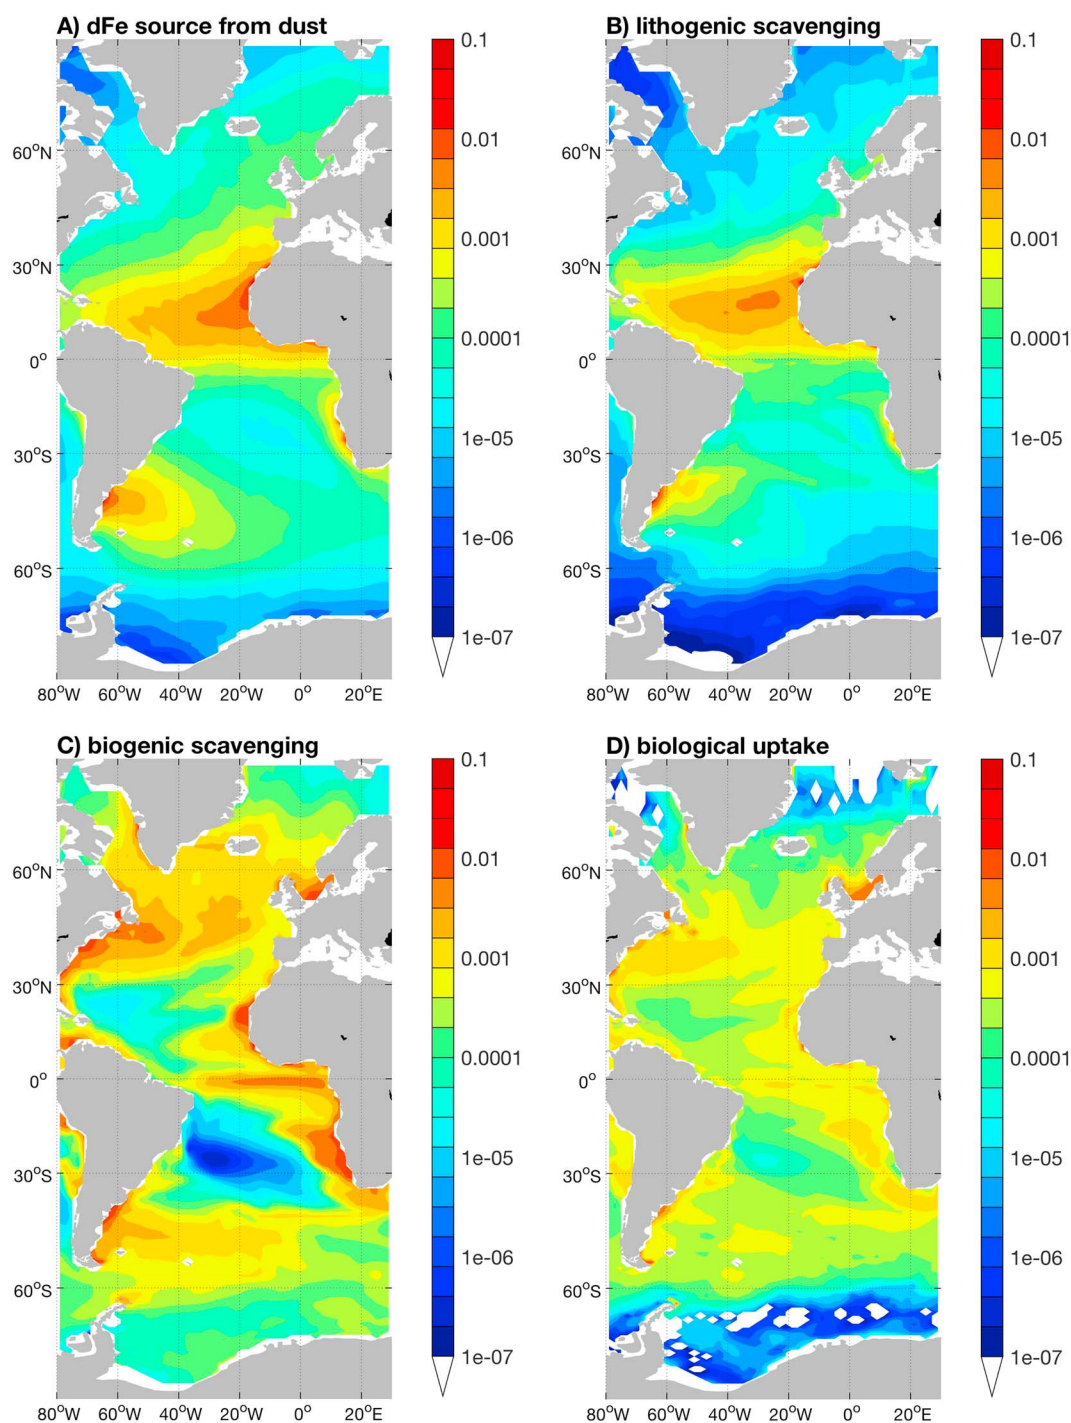 A) dFe source from dust
B) lithogenic scavenging
0.1
0.01
0.001
0.0001
1e-05
1e-06
1e-07
60°N
30°N
0°
30°S
60°S
80°W 60°W 40°W 20°W 0° 20°E
0.1
0.01
0.001
0.0001
1e-05
1e-06
1e-07
60°N
30°N
0°
30°S
60°S
80°W 60°W 40°W 20°W 0° 20°E
C) biogenic scavenging
D) biological uptake
0.1
0.01
0.001
0.0001
1e-05
1e-06
1e-07
60°N
30°N
0°
30°S
60°S
80°W 60°W 40°W 20°W 0° 20°E
0.1
0.01
0.001
0.0001
1e-05
1e-06
1e-07
60°N
30°N
0°
30°S
60°S
80°W 60°W 40°W 20°W 0° 20°E